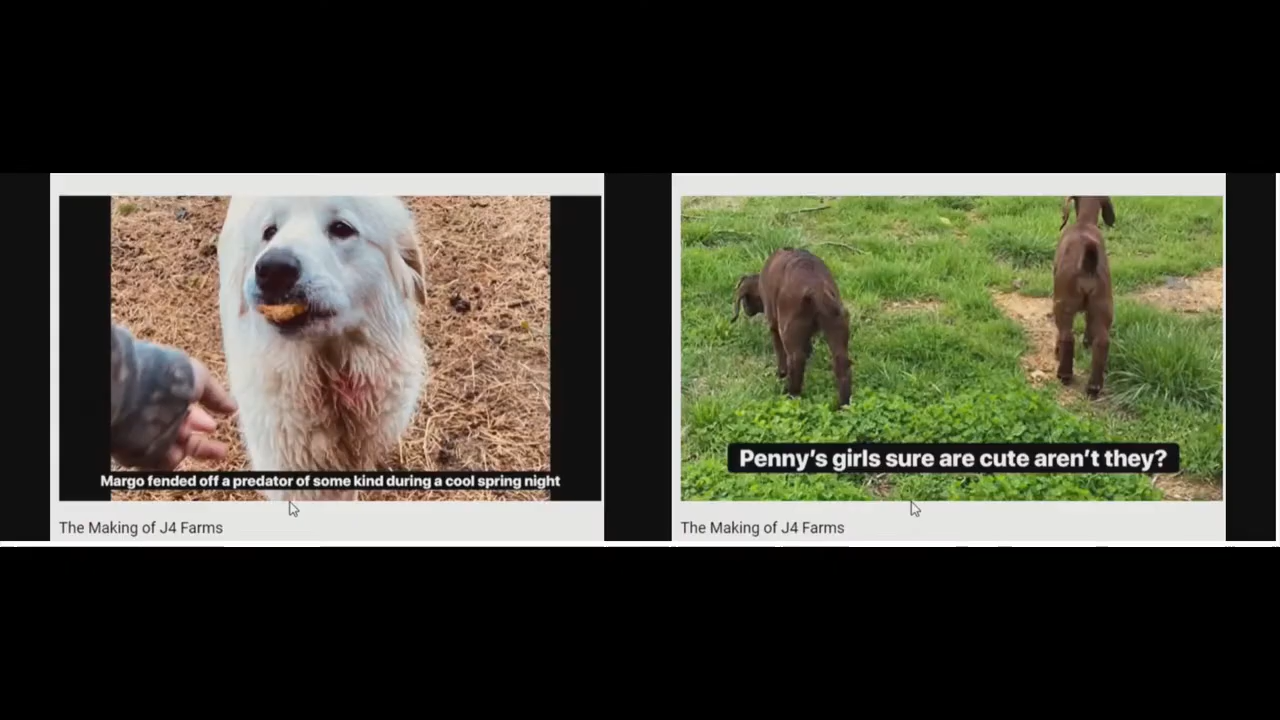 Margo fended off a predator of some kind during a cool spring night
The Making of J4 Farms
Penny's girls sure are cute aren't they?
The Making of J4 Farms